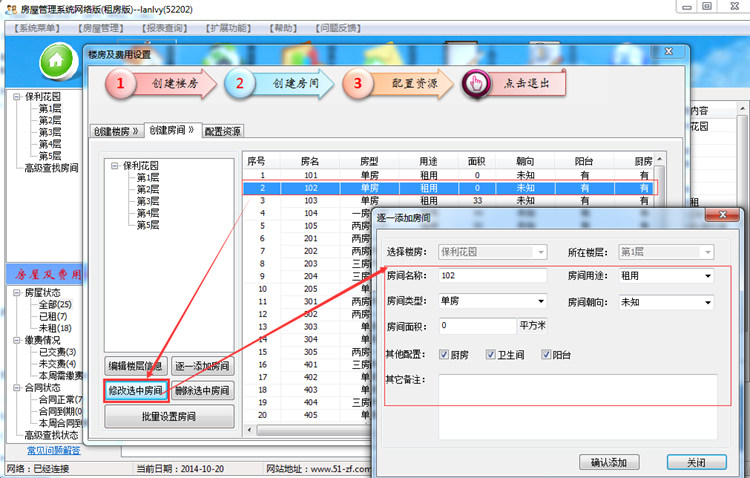 房屋管理系统网络版(租房版)--lanlvy(52202)
【系统菜单】 【房屋管理】 【报表查询】 【扩展功能】 【帮助】 【问题反馈】
楼房及费用设置
1 创建楼房 2 创建房间 3 配置资源 点击退出
创建楼房 》 创建房间 》 配置资源
保利花园
第1层
第2层
第3层
第4层
第5层
高级查找房间
房屋及费用
房屋状态
全部(25)
已租(7)
未租(18)
缴费情况
已交费(3)
未交费(4)
本周需缴费
合同状态
合同正常(7
合同到期(0
本周合同到
高级查找状态
常见问题解答
保利花园
第1层
第2层
第3层
第4层
第5层
编辑楼层信息 逐一添加房间
修改选中房间 删除选中房间
批量设置房间
序号 房名 房型 用途 面积 朝向 阳台 厨房
1 101 单房 租用 0 未知 有 有
2 102 单房 租用 0 未知 有 有
3 103 单房 租用 33 未知 有 有
4 104 一房
5 105 两房
6 201 两房
7 202 两房
8 203 三房
9 204 三房
10 205 单
11 301 两房
12 302 两房
13 303 单
14 304 单
15 305 两房
16 401 三房
17 402 单
18 403 单
19 404 三房
20 405 单
内容
花园
租
逐一添加房间
选择楼房: 保利花园 所在楼层: 第1层
房间名称: 102 房间用途: 租用
房间类型: 单房 房间朝向: 未知
房间面积: 0 平方米
其他配置: 厨房 卫生间 阳台
其它备注:
确认添加 关闭
网络:已经连接 当前日期:2014-10-20 网站地址:www.51-zf.com